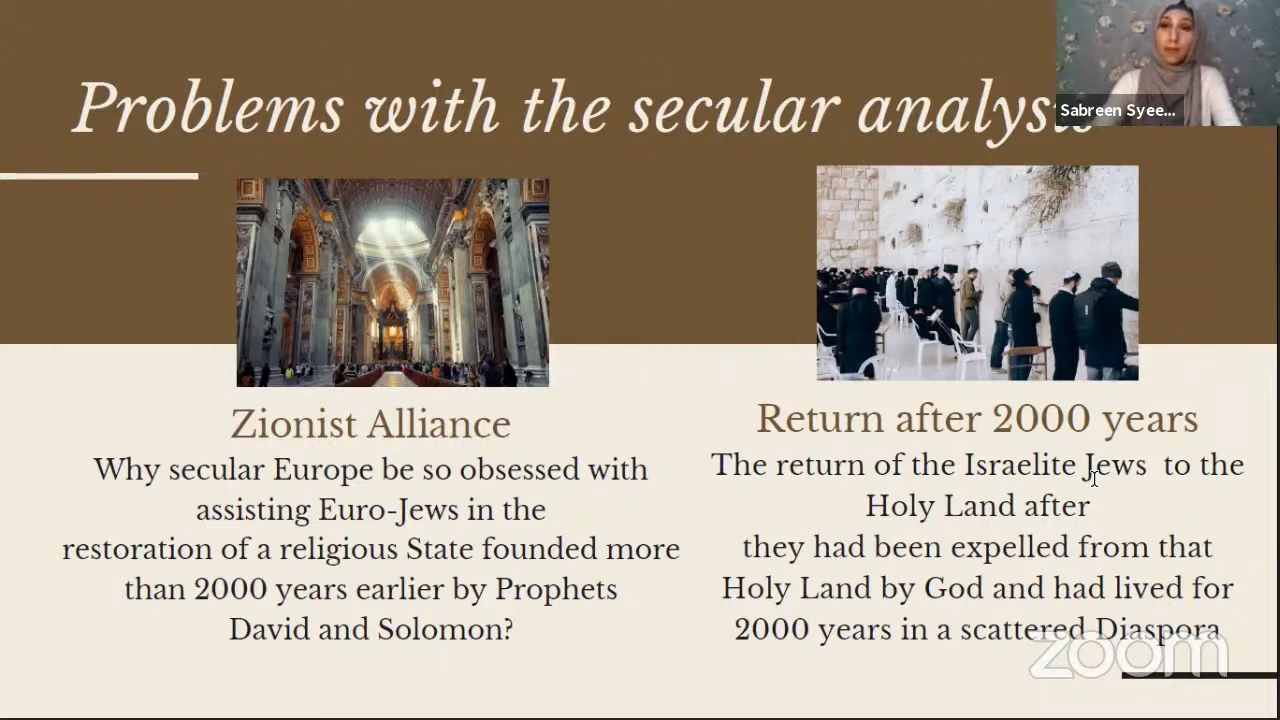 Problems with the secular analysis
Sabreen Syee...
Zionist Alliance
Why secular Europe be so obsessed with
assisting Euro-Jews in the
restoration of a religious State founded more
than 2000 years earlier by Prophets
David and Solomon?
Return after 2000 years
The return of the Israelite Jews to the
Holy Land after
they had been expelled from that
Holy Land by God and had lived for
2000 years in a scattered Diaspora
zoom